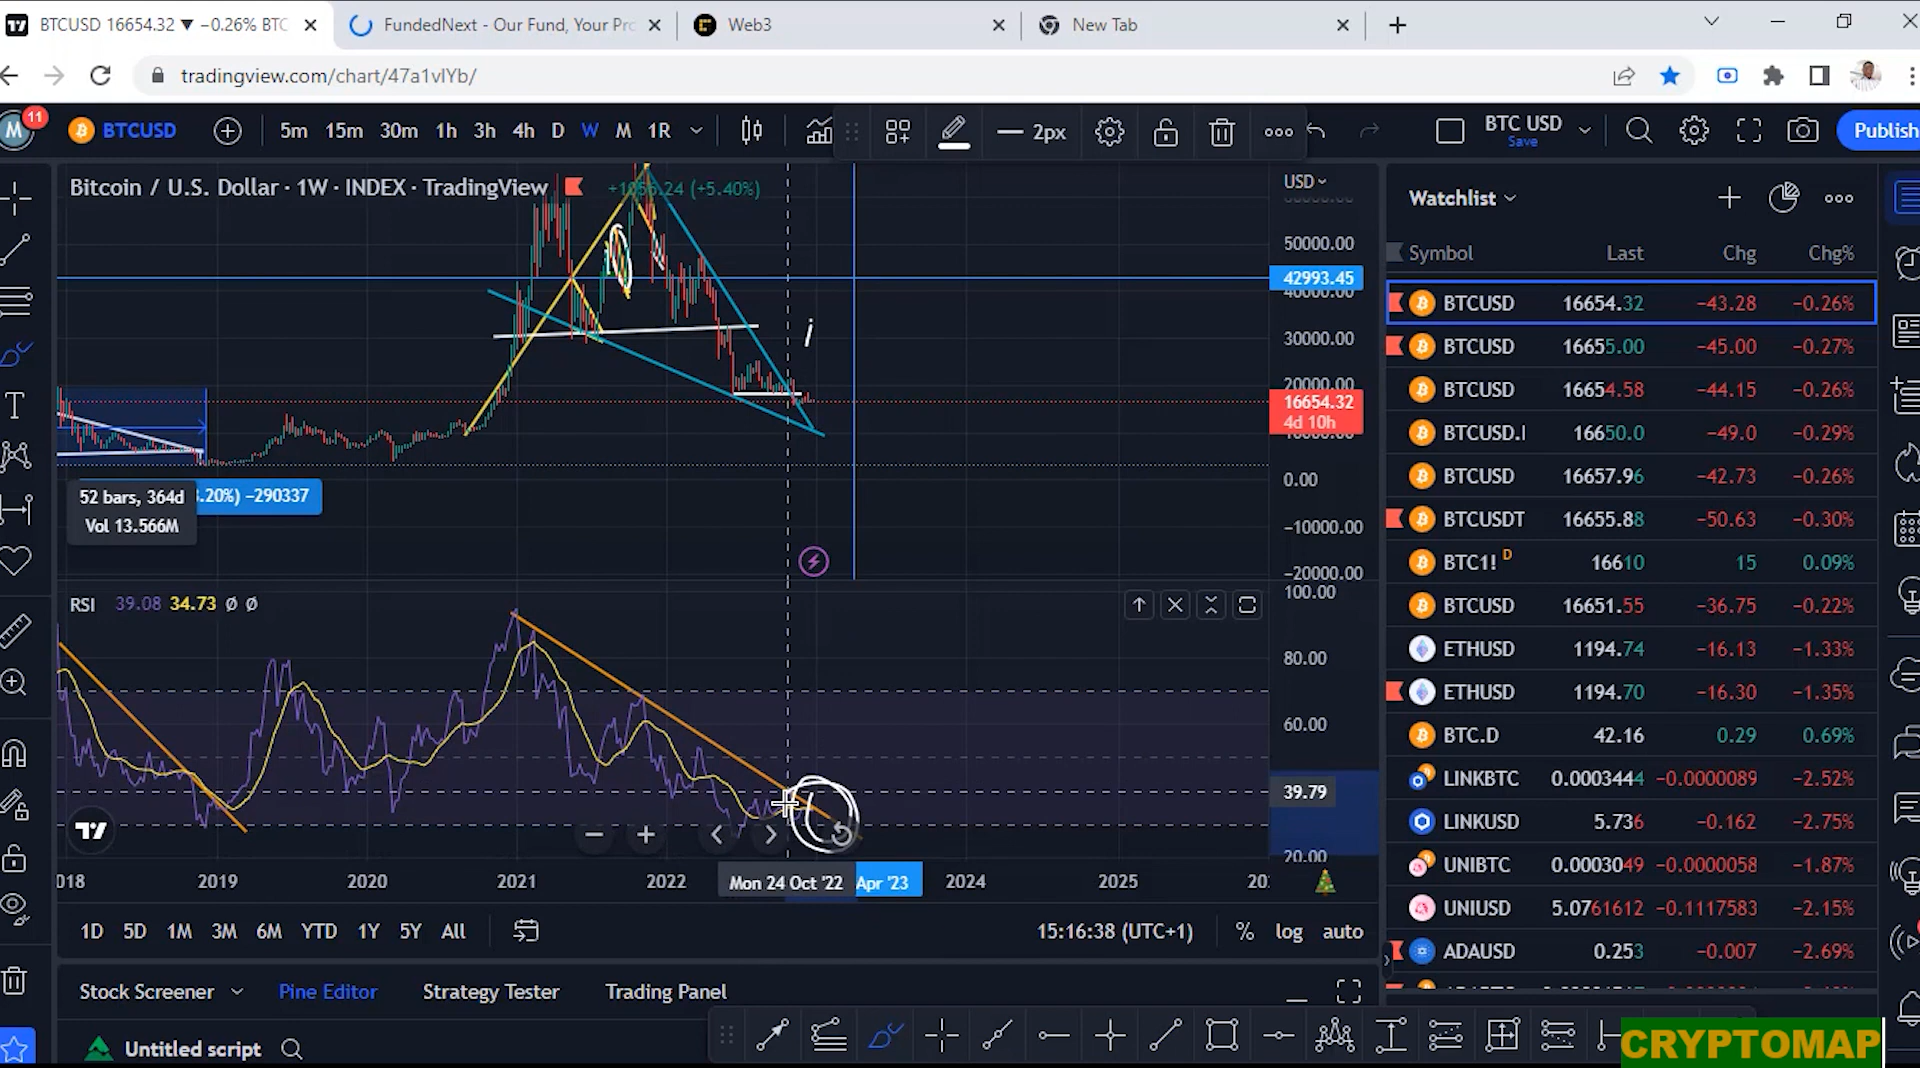 BTCUSD 16654.32 ▼ −0.26% BTC
FundedNext - Our Fund, Your Pro
Web3
New Tab
tradingview.com/chart/47a1vIYb/
M
11
BTCUSD
5m 15m 30m 1h 3h 4h D W M 1R
2px
BTC USD
Save
Publish
Bitcoin / U.S. Dollar · 1W · INDEX · TradingView
(+5.40%)
USD
50000.00
42993.45
40000.00
30000.00
20000.00
16654.32
4d 10h
10000.00
0.00
−10000.00
−20000.00
52 bars, 364d
Vol 13.566M
.20%) −290337
i
RSI 39.08 34.73 Ø Ø
100.00
80.00
60.00
39.79
20.00
018 2019 2020 2021 2022 Mon 24 Oct '22 Apr '23 2024 2025
1D 5D 1M 3M 6M YTD 1Y 5Y All
15:16:38 (UTC+1) % log auto
Stock Screener Pine Editor Strategy Tester Trading Panel
Untitled script
Watchlist
Symbol Last Chg Chg%
BTCUSD 16654.32 −43.28 −0.26%
BTCUSD 16655.00 −45.00 −0.27%
BTCUSD 16654.58 −44.15 −0.26%
BTCUSD.I 16650.0 −49.0 −0.29%
BTCUSD 16657.96 −42.73 −0.26%
BTCUSDT 16655.88 −50.63 −0.30%
BTC1! D 16610 15 0.09%
BTCUSD 16651.55 −36.75 −0.22%
ETHUSD 1194.74 −16.13 −1.33%
ETHUSD 1194.70 −16.30 −1.35%
BTC.D 42.16 0.29 0.69%
LINKBTC 0.0003444 −0.0000089 −2.52%
LINKUSD 5.736 −0.162 −2.75%
UNIBTC 0.0003049 −0.0000058 −1.87%
UNIUSD 5.0761612 −0.1117583 −2.15%
ADAUSD 0.253 −0.007 −2.69%
CRYPTOMAP